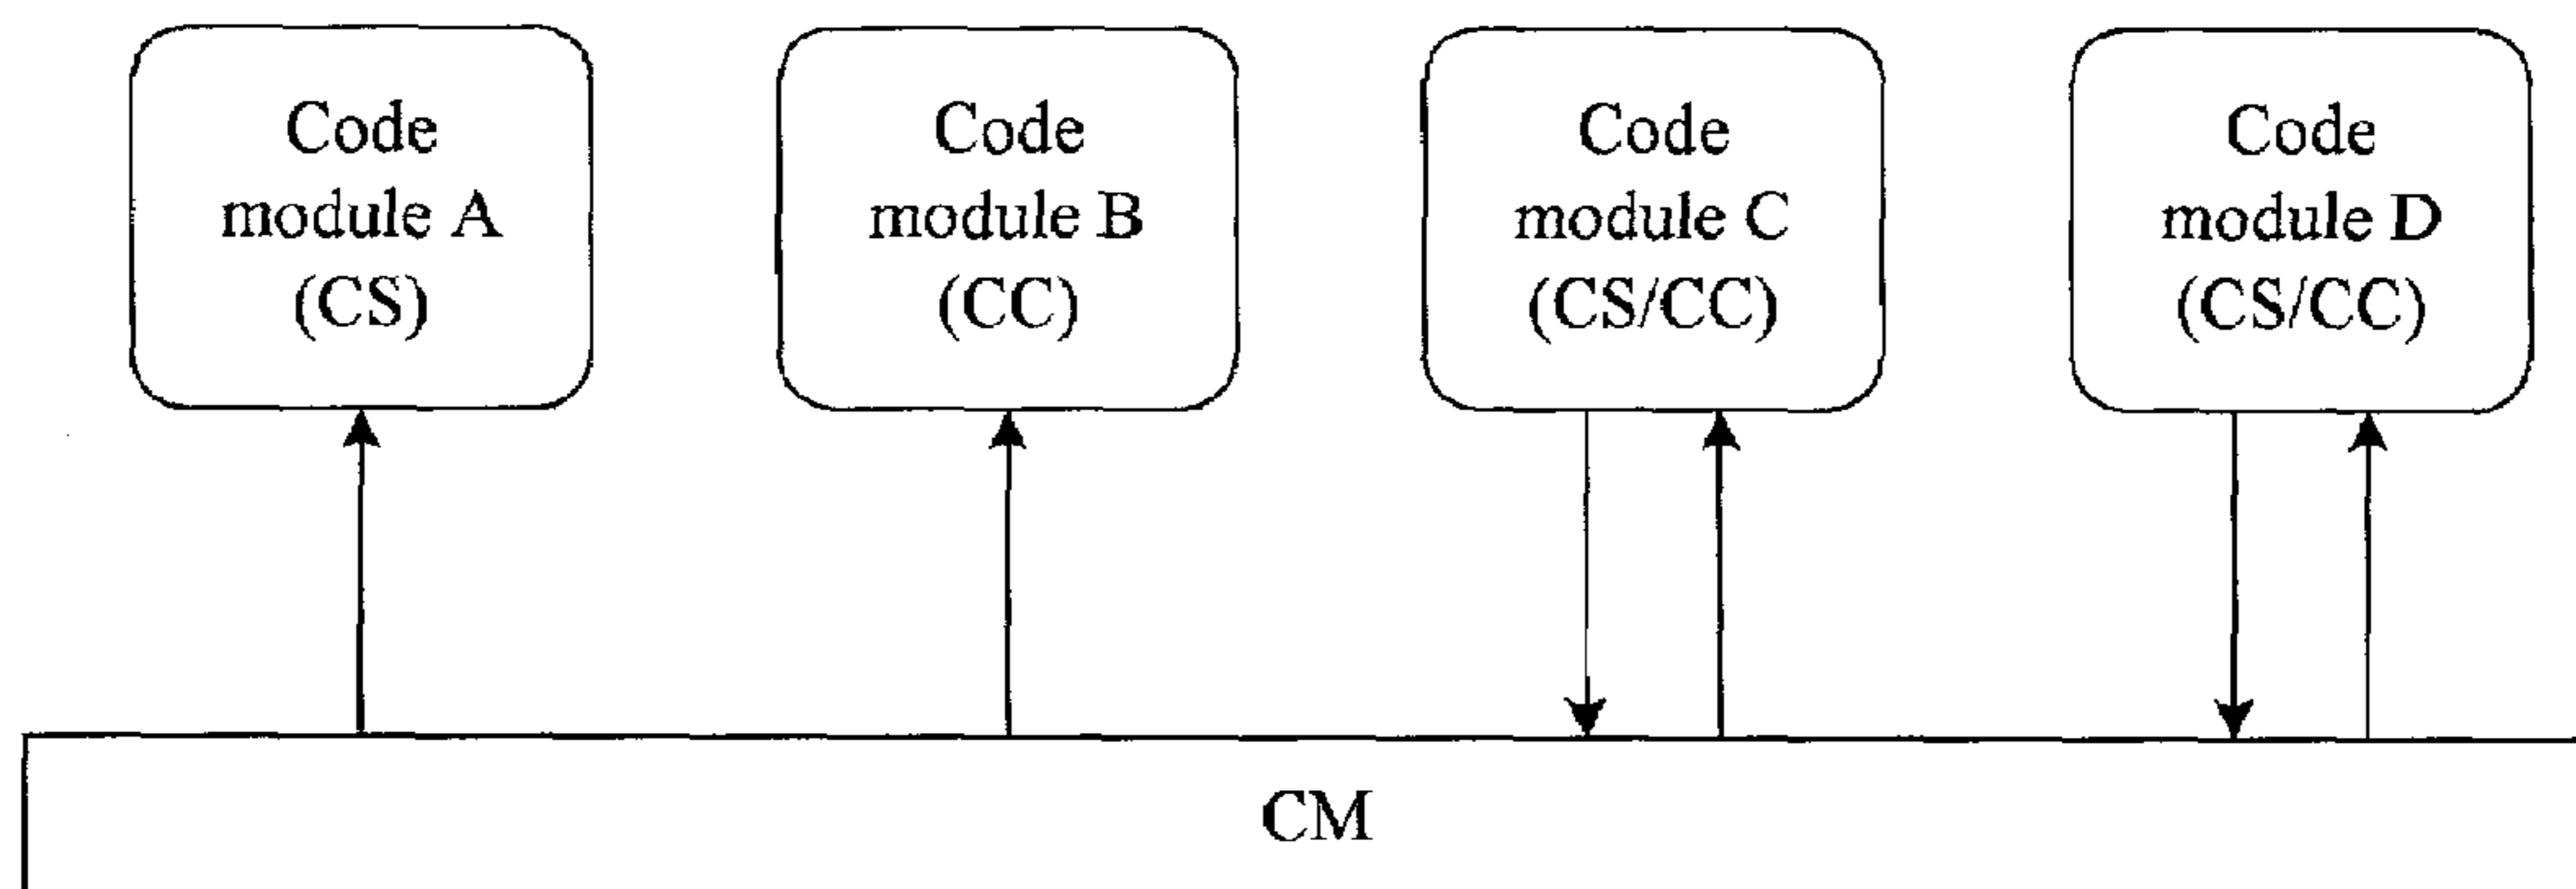 Code
module A
(CS)
Code
module B
(CC)
Code
module C
(CS/CC)
Code
module D
(CS/CC)
CM